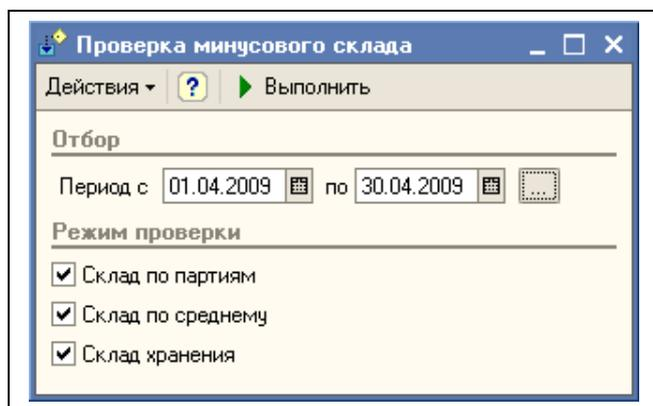 Проверка минусового склада
Действия ? Выполнить
Отбор
Период с 01.04.2009 по 30.04.2009 ...
Режим проверки
Склад по партиям
Склад по среднему
Склад хранения